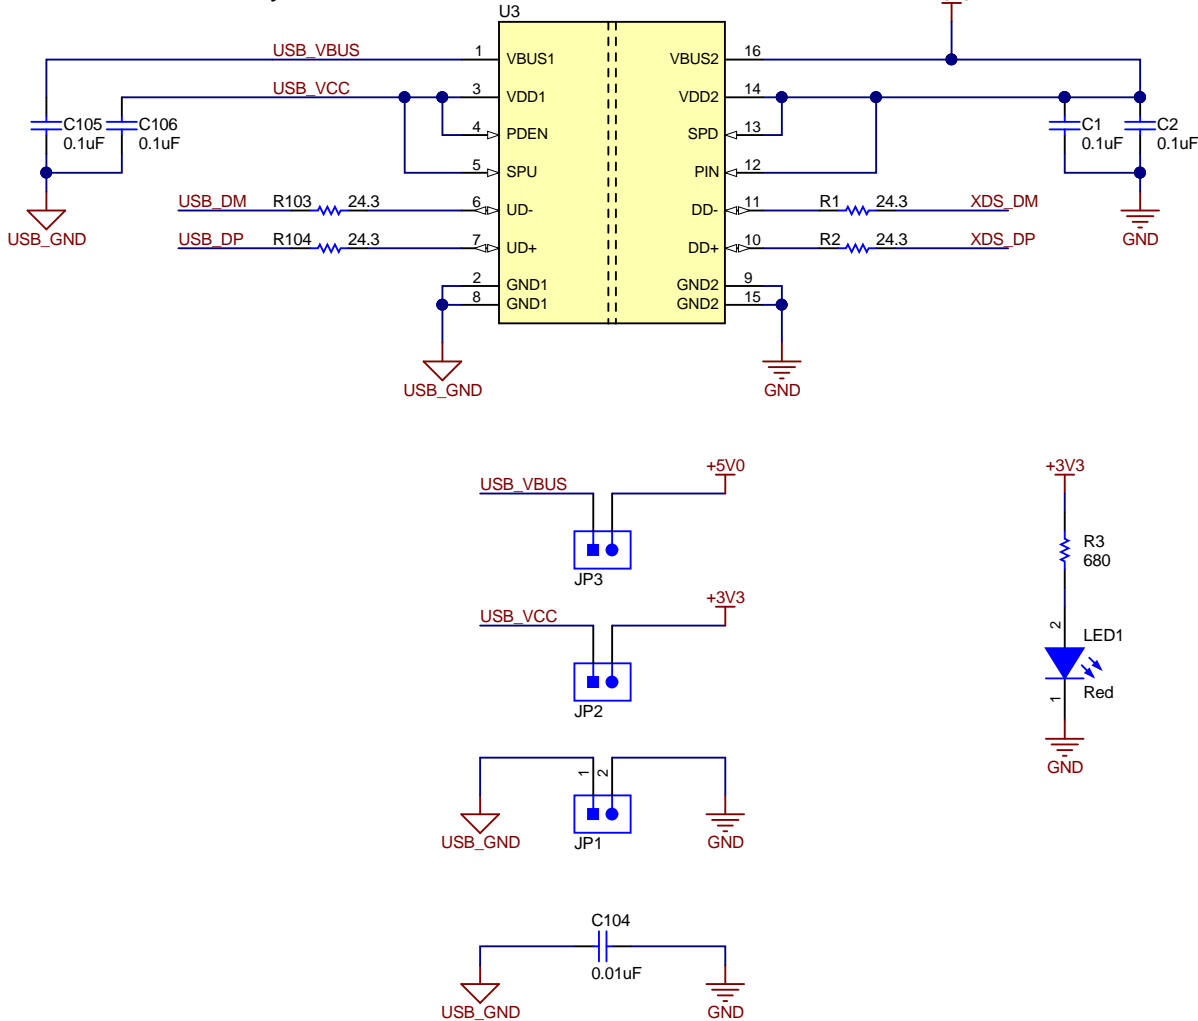 U3
USB_VBUS 1 VBUS1 VBUS2 16
USB_VCC 3 VDD1 VDD2 14
C105 C106 4 PDEN SPD 13 C1 C2
0.1uF 0.1uF 0.1uF 0.1uF
5 SPU PIN 12
USB_DM R103 24.3 6 UD- DD- 11 R1 24.3 XDS_DM
USB_GND USB_DP R104 24.3 7 UD+ DD+ 10 R2 24.3 XDS_DP GND
2 GND1 GND2 9
8 GND1 GND2 15
USB_GND GND
USB_VBUS +5V0 +3V3
R3
680
JP3
USB_VCC +3V3
2 LED1
Red
1
JP2
GND
1 2
USB_GND JP1 GND
C104
0.01uF
USB_GND GND